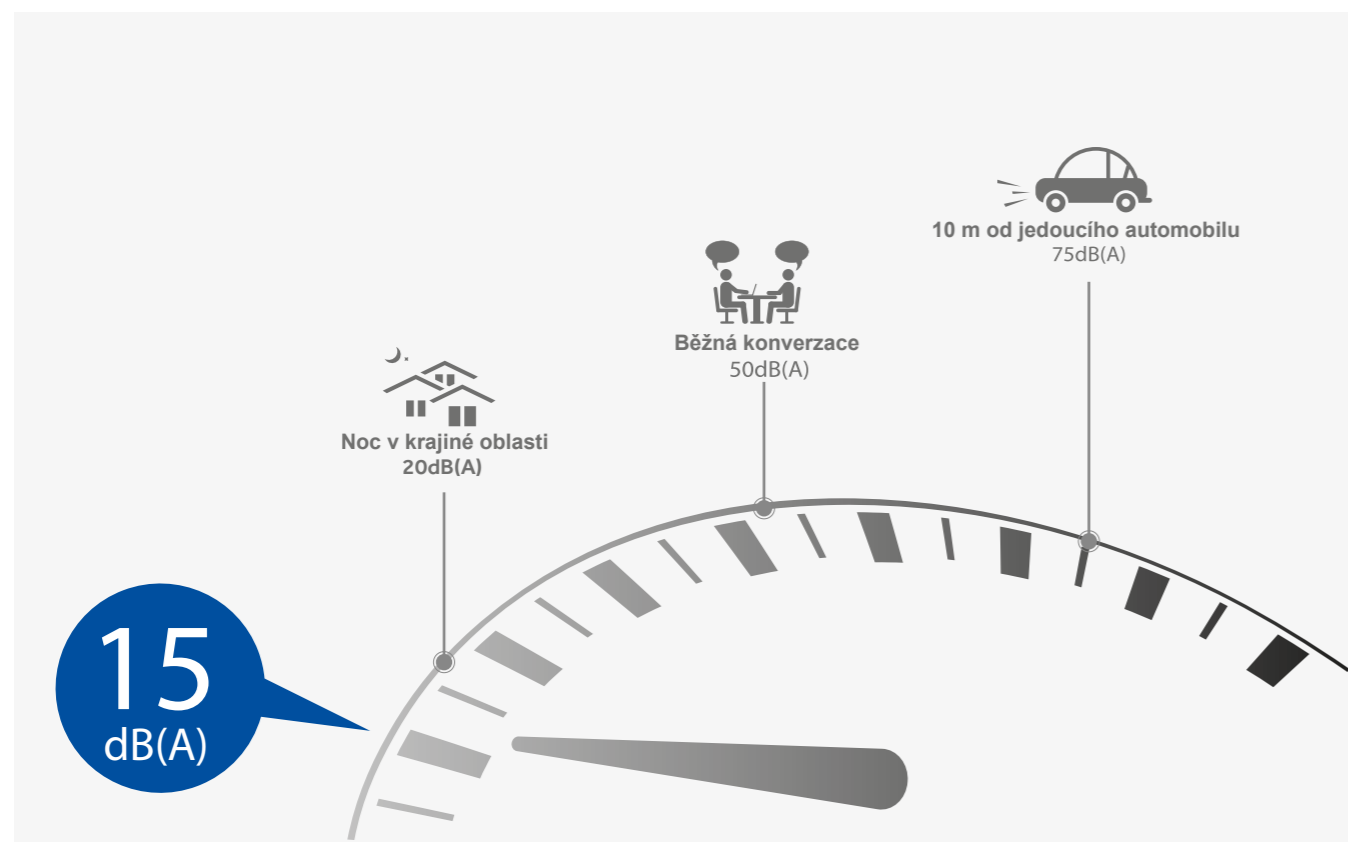 10 m od jedoucího automobilu
75dB(A)
Běžná konverzace
50dB(A)
Noc v krajiné oblasti
20dB(A)
15
dB(A)